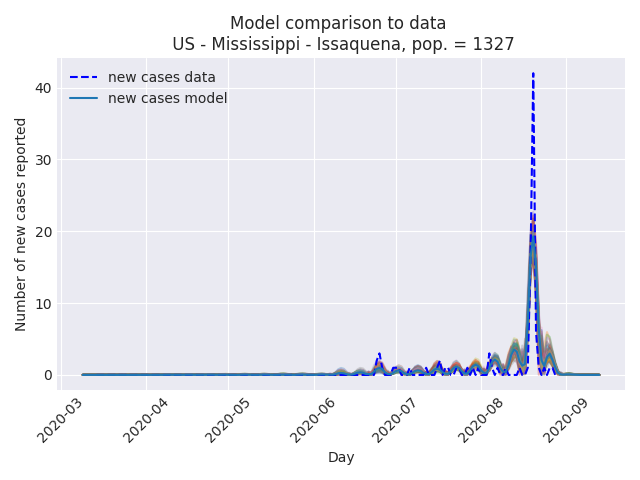 Model comparison to data
US - Mississippi - Issaquena, pop. = 1327
new cases data
new cases model
Number of new cases reported
40
30
20
10
0
2020-03
2020-04
2020-05
2020-06
2020-07
2020-08
2020-09
Day